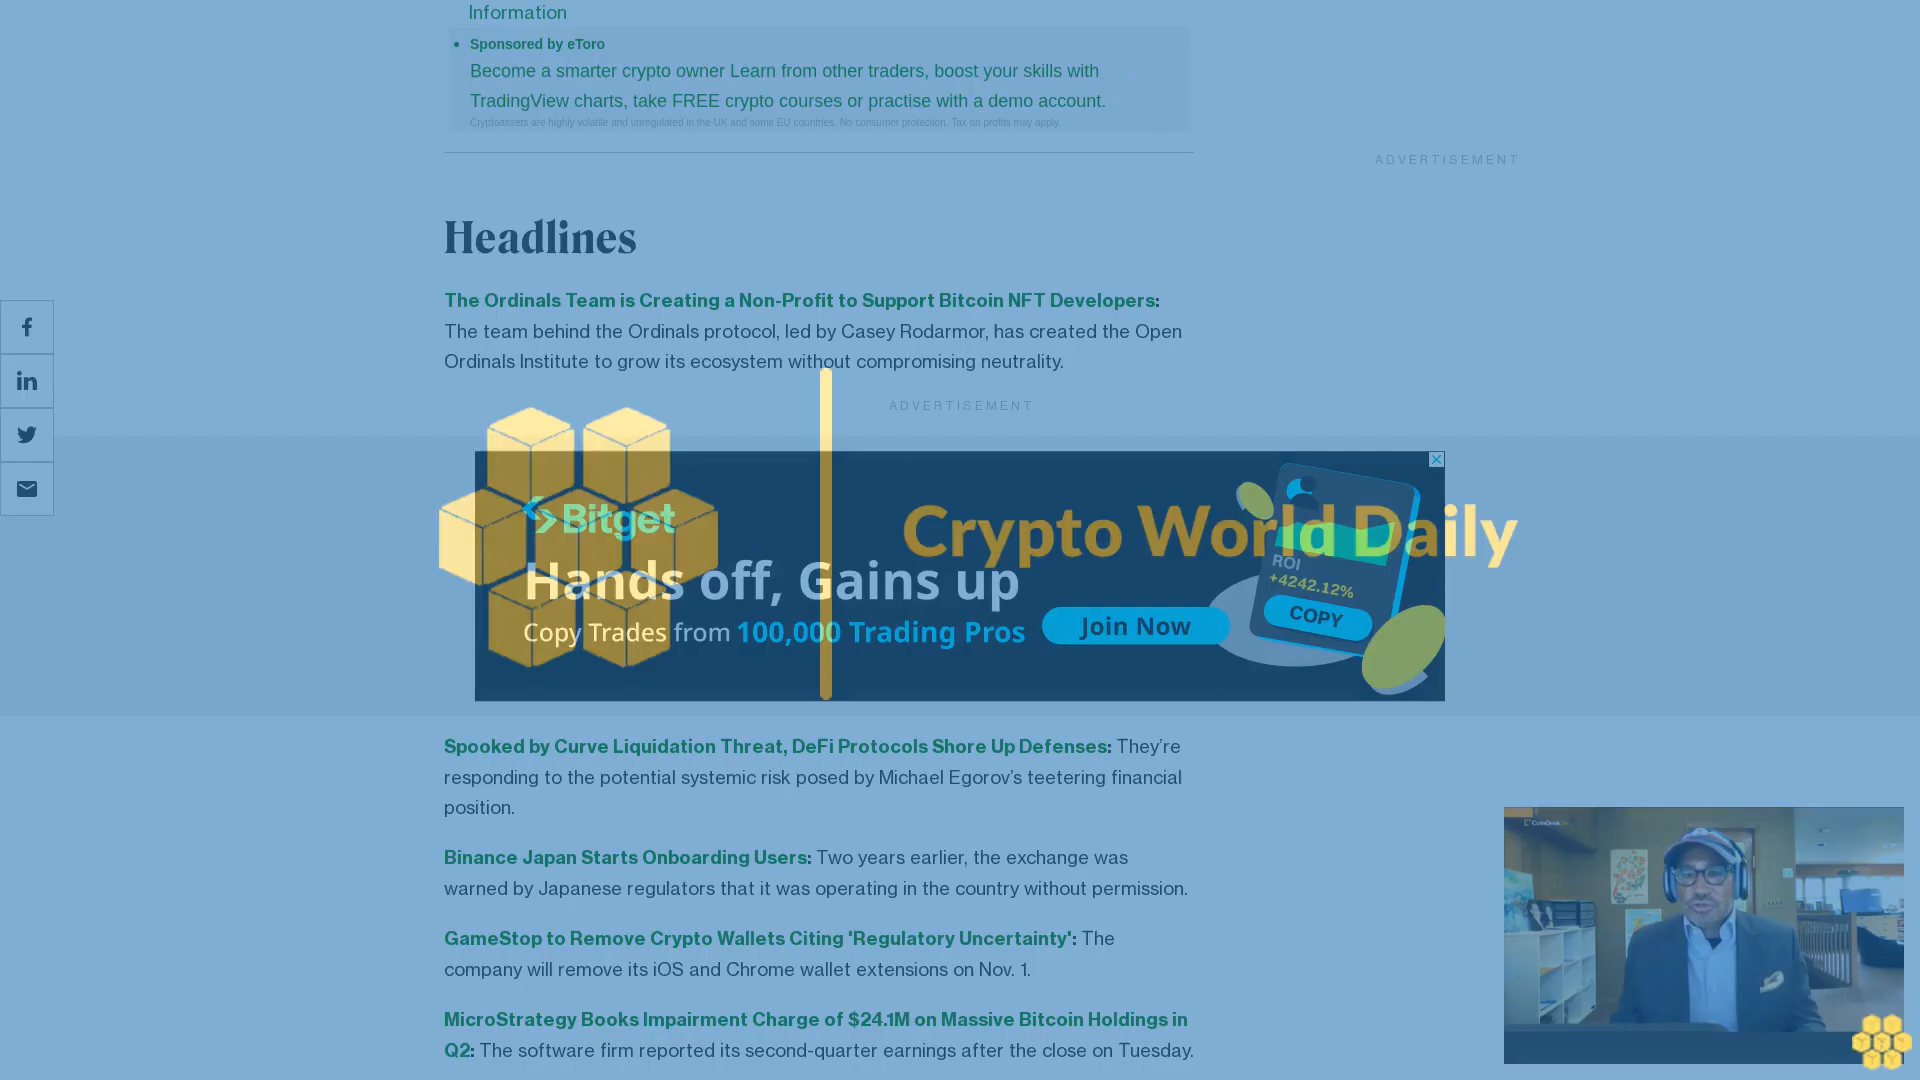 Information
Sponsored by eToro
Become a smarter crypto owner Learn from other traders, boost your skills with
TradingView charts, take FREE crypto courses or practise with a demo account.
Cryptoassets are highly volatile and unregulated in the UK and some EU countries. No consumer protection. Tax on profits may apply.
ADVERTISEMENT
Headlines
The Ordinals Team is Creating a Non-Profit to Support Bitcoin NFT Developers:
The team behind the Ordinals protocol, led by Casey Rodarmor, has created the Open
Ordinals Institute to grow its ecosystem without compromising neutrality.
ADVERTISEMENT
Bitget
Crypto World Daily
Hands off, Gains up
Copy Trades from 100,000 Trading Pros
Join Now
ROI
+4242.12%
COPY
Spooked by Curve Liquidation Threat, DeFi Protocols Shore Up Defenses: They’re
responding to the potential systemic risk posed by Michael Egorov’s teetering financial
position.
Binance Japan Starts Onboarding Users: Two years earlier, the exchange was
warned by Japanese regulators that it was operating in the country without permission.
GameStop to Remove Crypto Wallets Citing 'Regulatory Uncertainty': The
company will remove its iOS and Chrome wallet extensions on Nov. 1.
MicroStrategy Books Impairment Charge of $24.1M on Massive Bitcoin Holdings in
Q2: The software firm reported its second-quarter earnings after the close on Tuesday.
CoinDesk